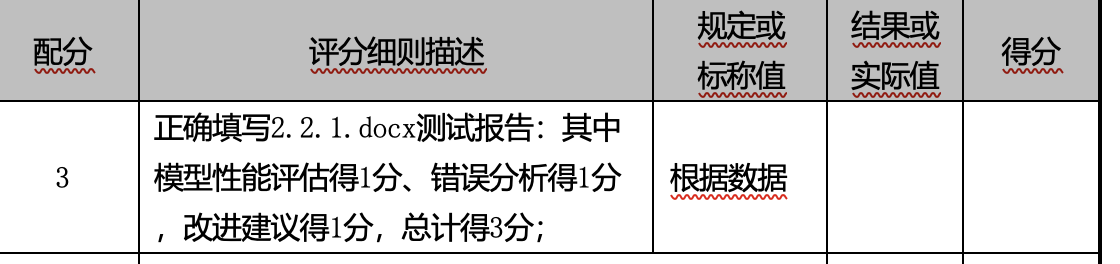 配分
评分细则描述
规定或
标称值
结果或
实际值
得分
3
正确填写2.2.1.docx测试报告：其中
模型性能评估得1分、错误分析得1分
，改进建议得1分，总计得3分；
根据数据